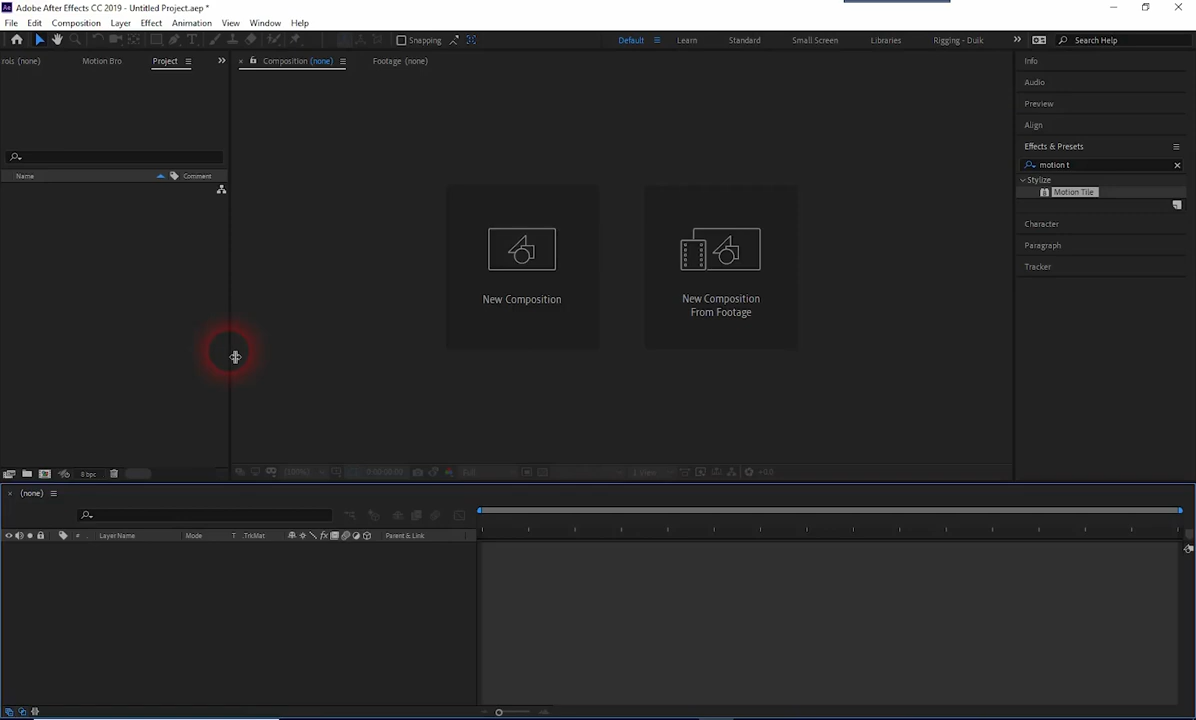 Adobe After Effects CC 2019 - Untitled Project.aep *
File Edit Composition Layer Effect Animation View Window Help
Snapping Default Learn Standard Small Screen Libraries Rigging - Duik Search Help
rols (none) Motion Bro Project Composition (none) Footage (none)
Info
Audio
Preview
Align
Effects & Presets
motion t
Stylize
Motion Tile
Character
Paragraph
Tracker
Name Comment
New Composition
New Composition
From Footage
8 bpc
(none)
# Layer Name Mode T .TrkMat fx Parent & Link